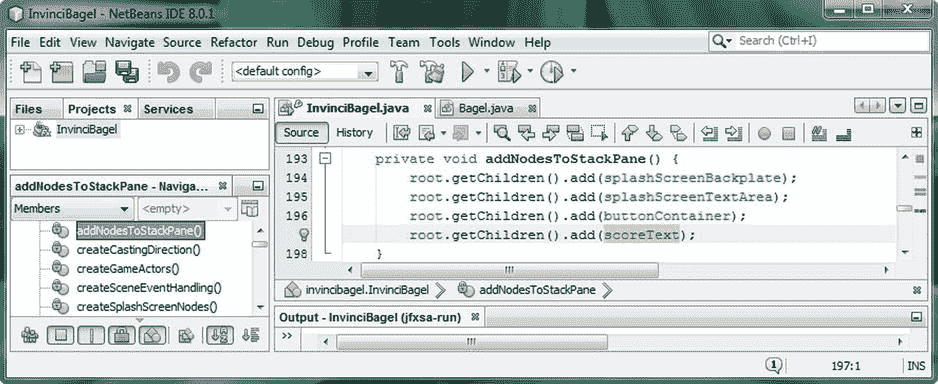 InvinciBagel - NetBeans IDE 8.0.1
File Edit View Navigate Source Refactor Run Debug Profile Team Tools Window Help
Search (Ctrl+I)
<default config>
Files Projects Services
InvinciBagel
InvinciBagel.java Bagel.java
Source History
193 private void addNodesToStackPane() {
194 root.getChildren().add(splashScreenBackplate);
195 root.getChildren().add(splashScreenTextArea);
196 root.getChildren().add(buttonContainer);
root.getChildren().add(scoreText);
198 }
addNodesToStackPane - Naviga...
Members <empty>
addNodesToStackPane()
createCastingDirection()
createGameActors()
createSceneEventHandling()
createSplashScreenNodes()
invincibagel.InvinciBagel addNodesToStackPane
Output - InvinciBagel (jfxsa-run)
>>
1 197:1 INS